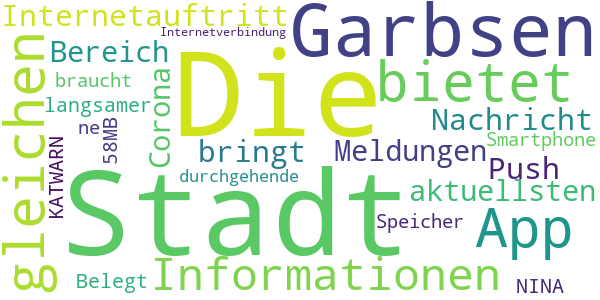 Internetauftritt
Internetverbindung
Garbsen
Die
Bereich
bietet
braucht
Corona
langsamer
gleichen
Nachricht
ne
58MB
bringt
Meldungen
Smartphone
KATWARN
durchgehende
Push
Stadt
aktuellsten
Speicher
App
Informationen
Belegt
NINA